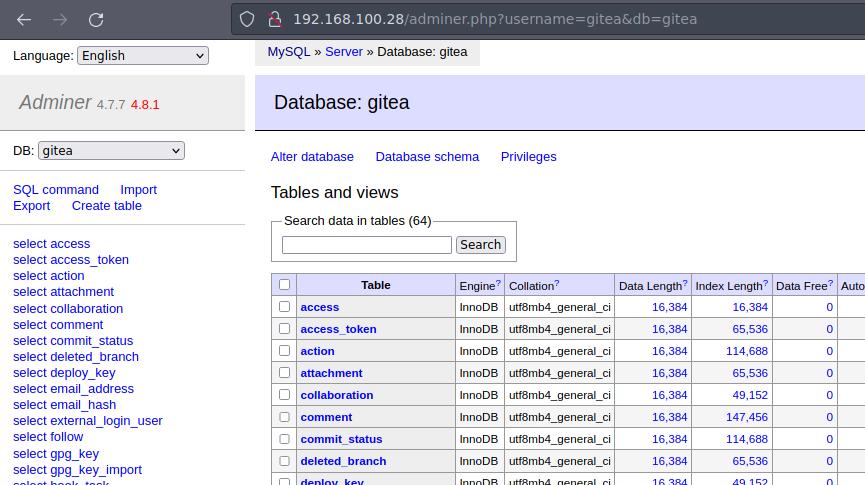 192.168.100.28/adminer.php?username=gitea&db=gitea
Language: English
MySQL » Server » Database: gitea
Adminer 4.7.7 4.8.1
Database: gitea
DB: gitea
Alter database Database schema Privileges
SQL command Import
Export Create table
Tables and views
Search data in tables (64)
Search
select access
select access_token
select action
select attachment
select collaboration
select comment
select commit_status
select deleted_branch
select deploy_key
select email_address
select email_hash
select external_login_user
select follow
select gpg_key
select gpg_key_import
select hook_task
Table Engine? Collation? Data Length? Index Length? Data Free? Auto
access InnoDB utf8mb4_general_ci 16,384 16,384 0
access_token InnoDB utf8mb4_general_ci 16,384 65,536 0
action InnoDB utf8mb4_general_ci 16,384 114,688 0
attachment InnoDB utf8mb4_general_ci 16,384 65,536 0
collaboration InnoDB utf8mb4_general_ci 16,384 49,152 0
comment InnoDB utf8mb4_general_ci 16,384 147,456 0
commit_status InnoDB utf8mb4_general_ci 16,384 114,688 0
deleted_branch InnoDB utf8mb4_general_ci 16,384 65,536 0
deploy_key InnoDB utf8mb4_general_ci 16,384 49,152 0